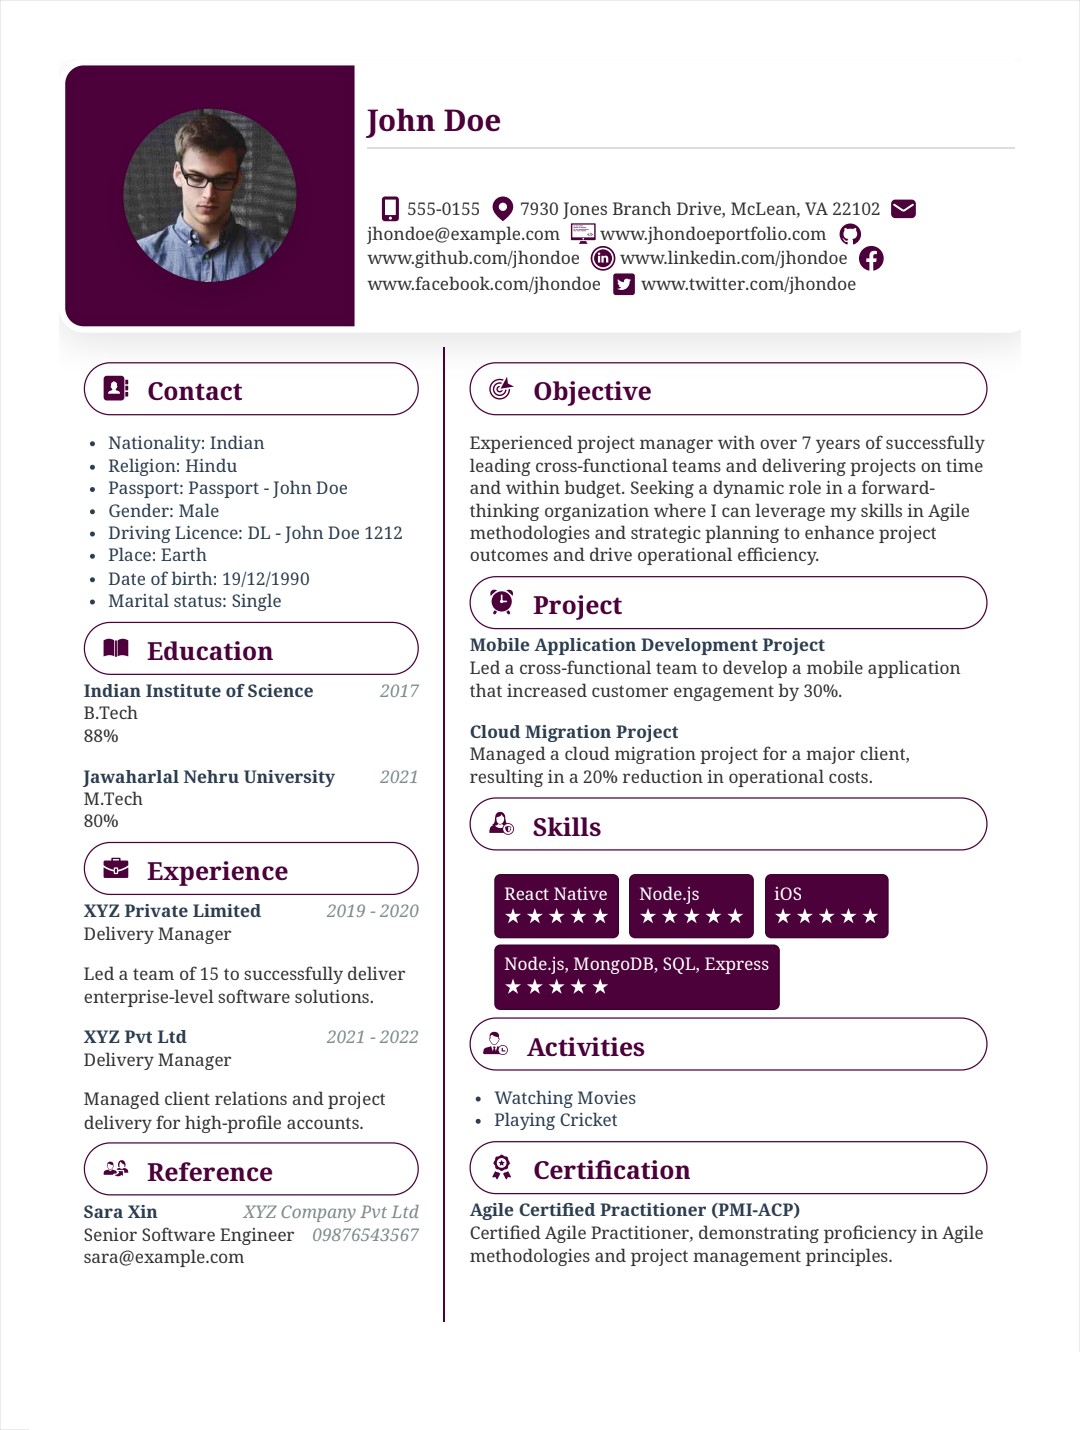 John Doe
555-0155 7930 Jones Branch Drive, McLean, VA 22102
jhondoe@example.com www.jhondoeportfolio.com
www.github.com/jhondoe www.linkedin.com/jhondoe
www.facebook.com/jhondoe www.twitter.com/jhondoe
Contact
• Nationality: Indian
• Religion: Hindu
• Passport: Passport - John Doe
• Gender: Male
• Driving Licence: DL - John Doe 1212
• Place: Earth
• Date of birth: 19/12/1990
• Marital status: Single
Education
Indian Institute of Science 2017
B.Tech
88%
Jawaharlal Nehru University 2021
M.Tech
80%
Experience
XYZ Private Limited 2019 - 2020
Delivery Manager
Led a team of 15 to successfully deliver
enterprise-level software solutions.
XYZ Pvt Ltd 2021 - 2022
Delivery Manager
Managed client relations and project
delivery for high-profile accounts.
Reference
Sara Xin XYZ Company Pvt Ltd
Senior Software Engineer 09876543567
sara@example.com
Objective
Experienced project manager with over 7 years of successfully
leading cross-functional teams and delivering projects on time
and within budget. Seeking a dynamic role in a forward-
thinking organization where I can leverage my skills in Agile
methodologies and strategic planning to enhance project
outcomes and drive operational efficiency.
Project
Mobile Application Development Project
Led a cross-functional team to develop a mobile application
that increased customer engagement by 30%.
Cloud Migration Project
Managed a cloud migration project for a major client,
resulting in a 20% reduction in operational costs.
Skills
React Native Node.js iOS
★★★★★ ★★★★★ ★★★★★
Node.js, MongoDB, SQL, Express
★★★★★
Activities
• Watching Movies
• Playing Cricket
Certification
Agile Certified Practitioner (PMI-ACP)
Certified Agile Practitioner, demonstrating proficiency in Agile
methodologies and project management principles.